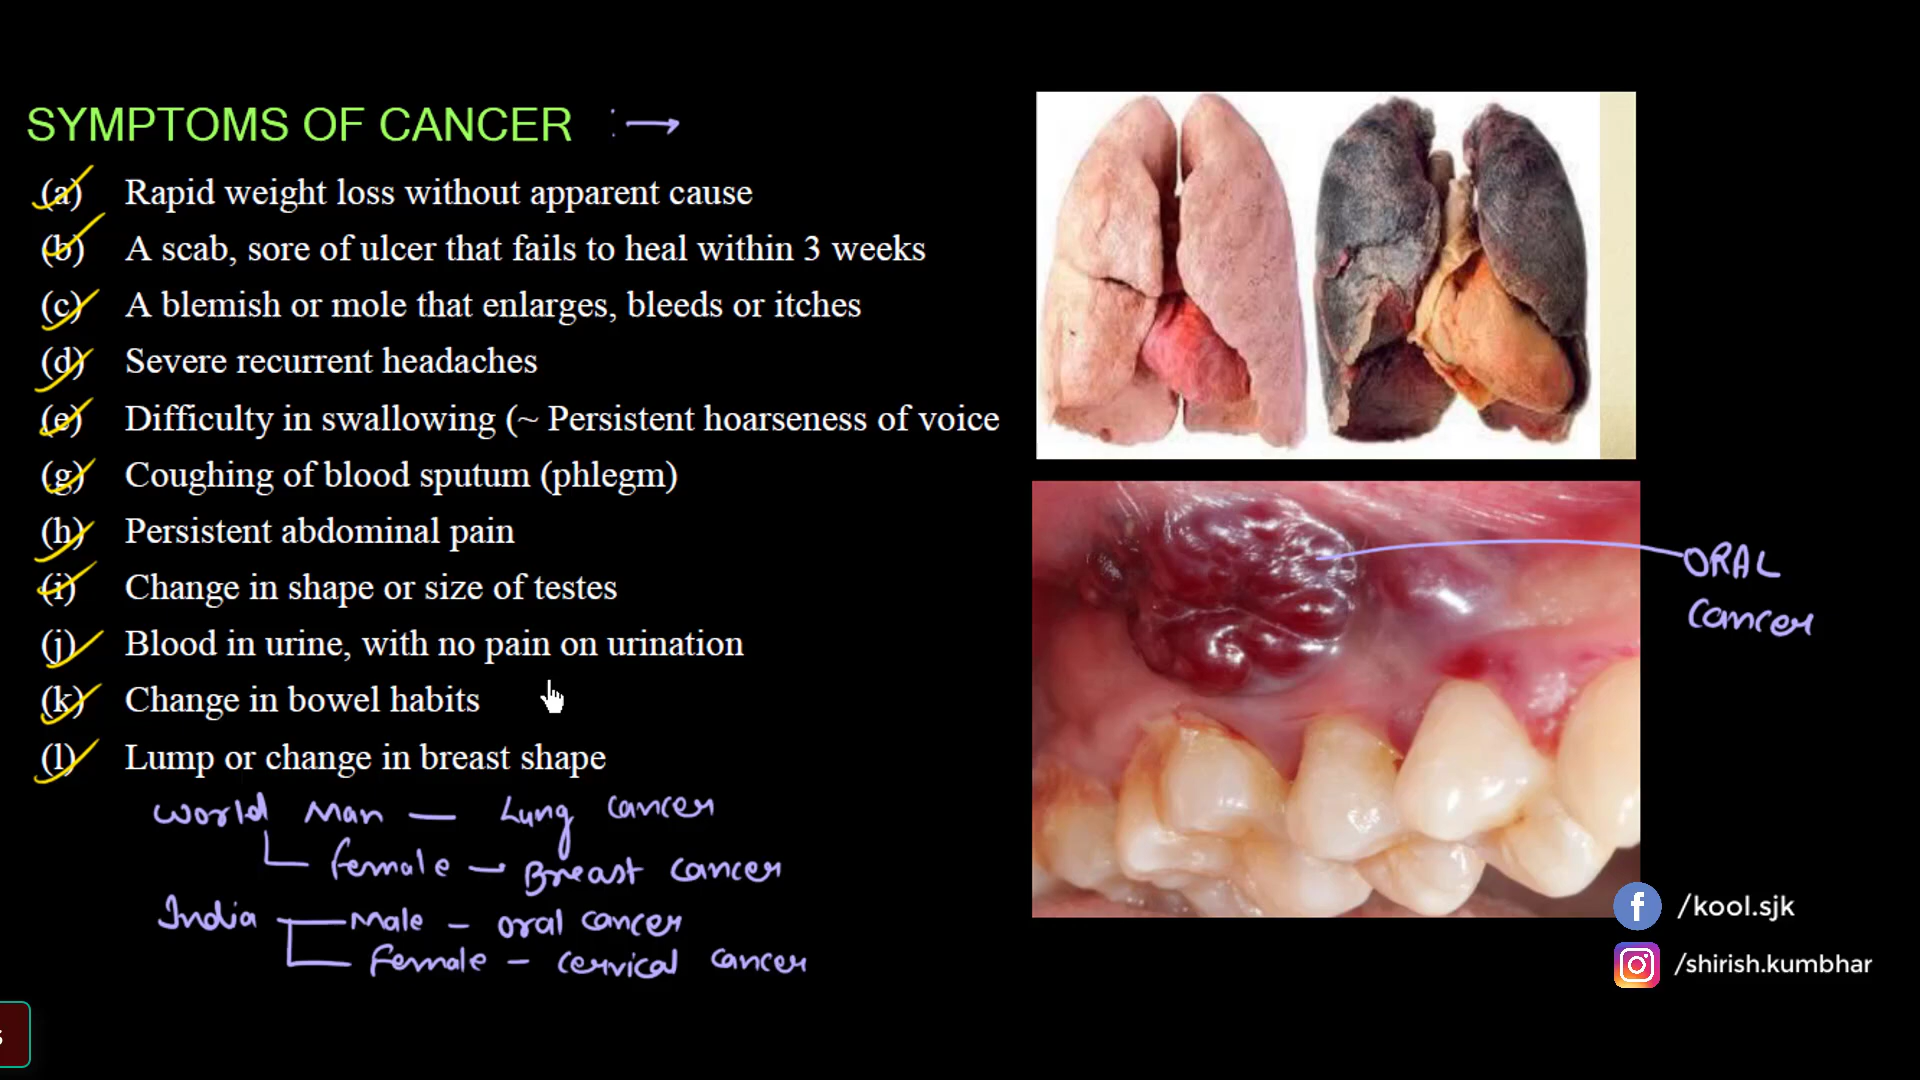 SYMPTOMS OF CANCER :→
(a) Rapid weight loss without apparent cause
(b) A scab, sore of ulcer that fails to heal within 3 weeks
(c) A blemish or mole that enlarges, bleeds or itches
(d) Severe recurrent headaches
(e) Difficulty in swallowing (~ Persistent hoarseness of voice
(g) Coughing of blood sputum (phlegm)
(h) Persistent abdominal pain
(i) Change in shape or size of testes
(j) Blood in urine, with no pain on urination
(k) Change in bowel habits
(l) Lump or change in breast shape
World Man — Lung cancer
female — Breast cancer
India — Male – oral cancer
Female – cervical cancer
ORAL
cancer
/kool.sjk
/shirish.kumbhar
s